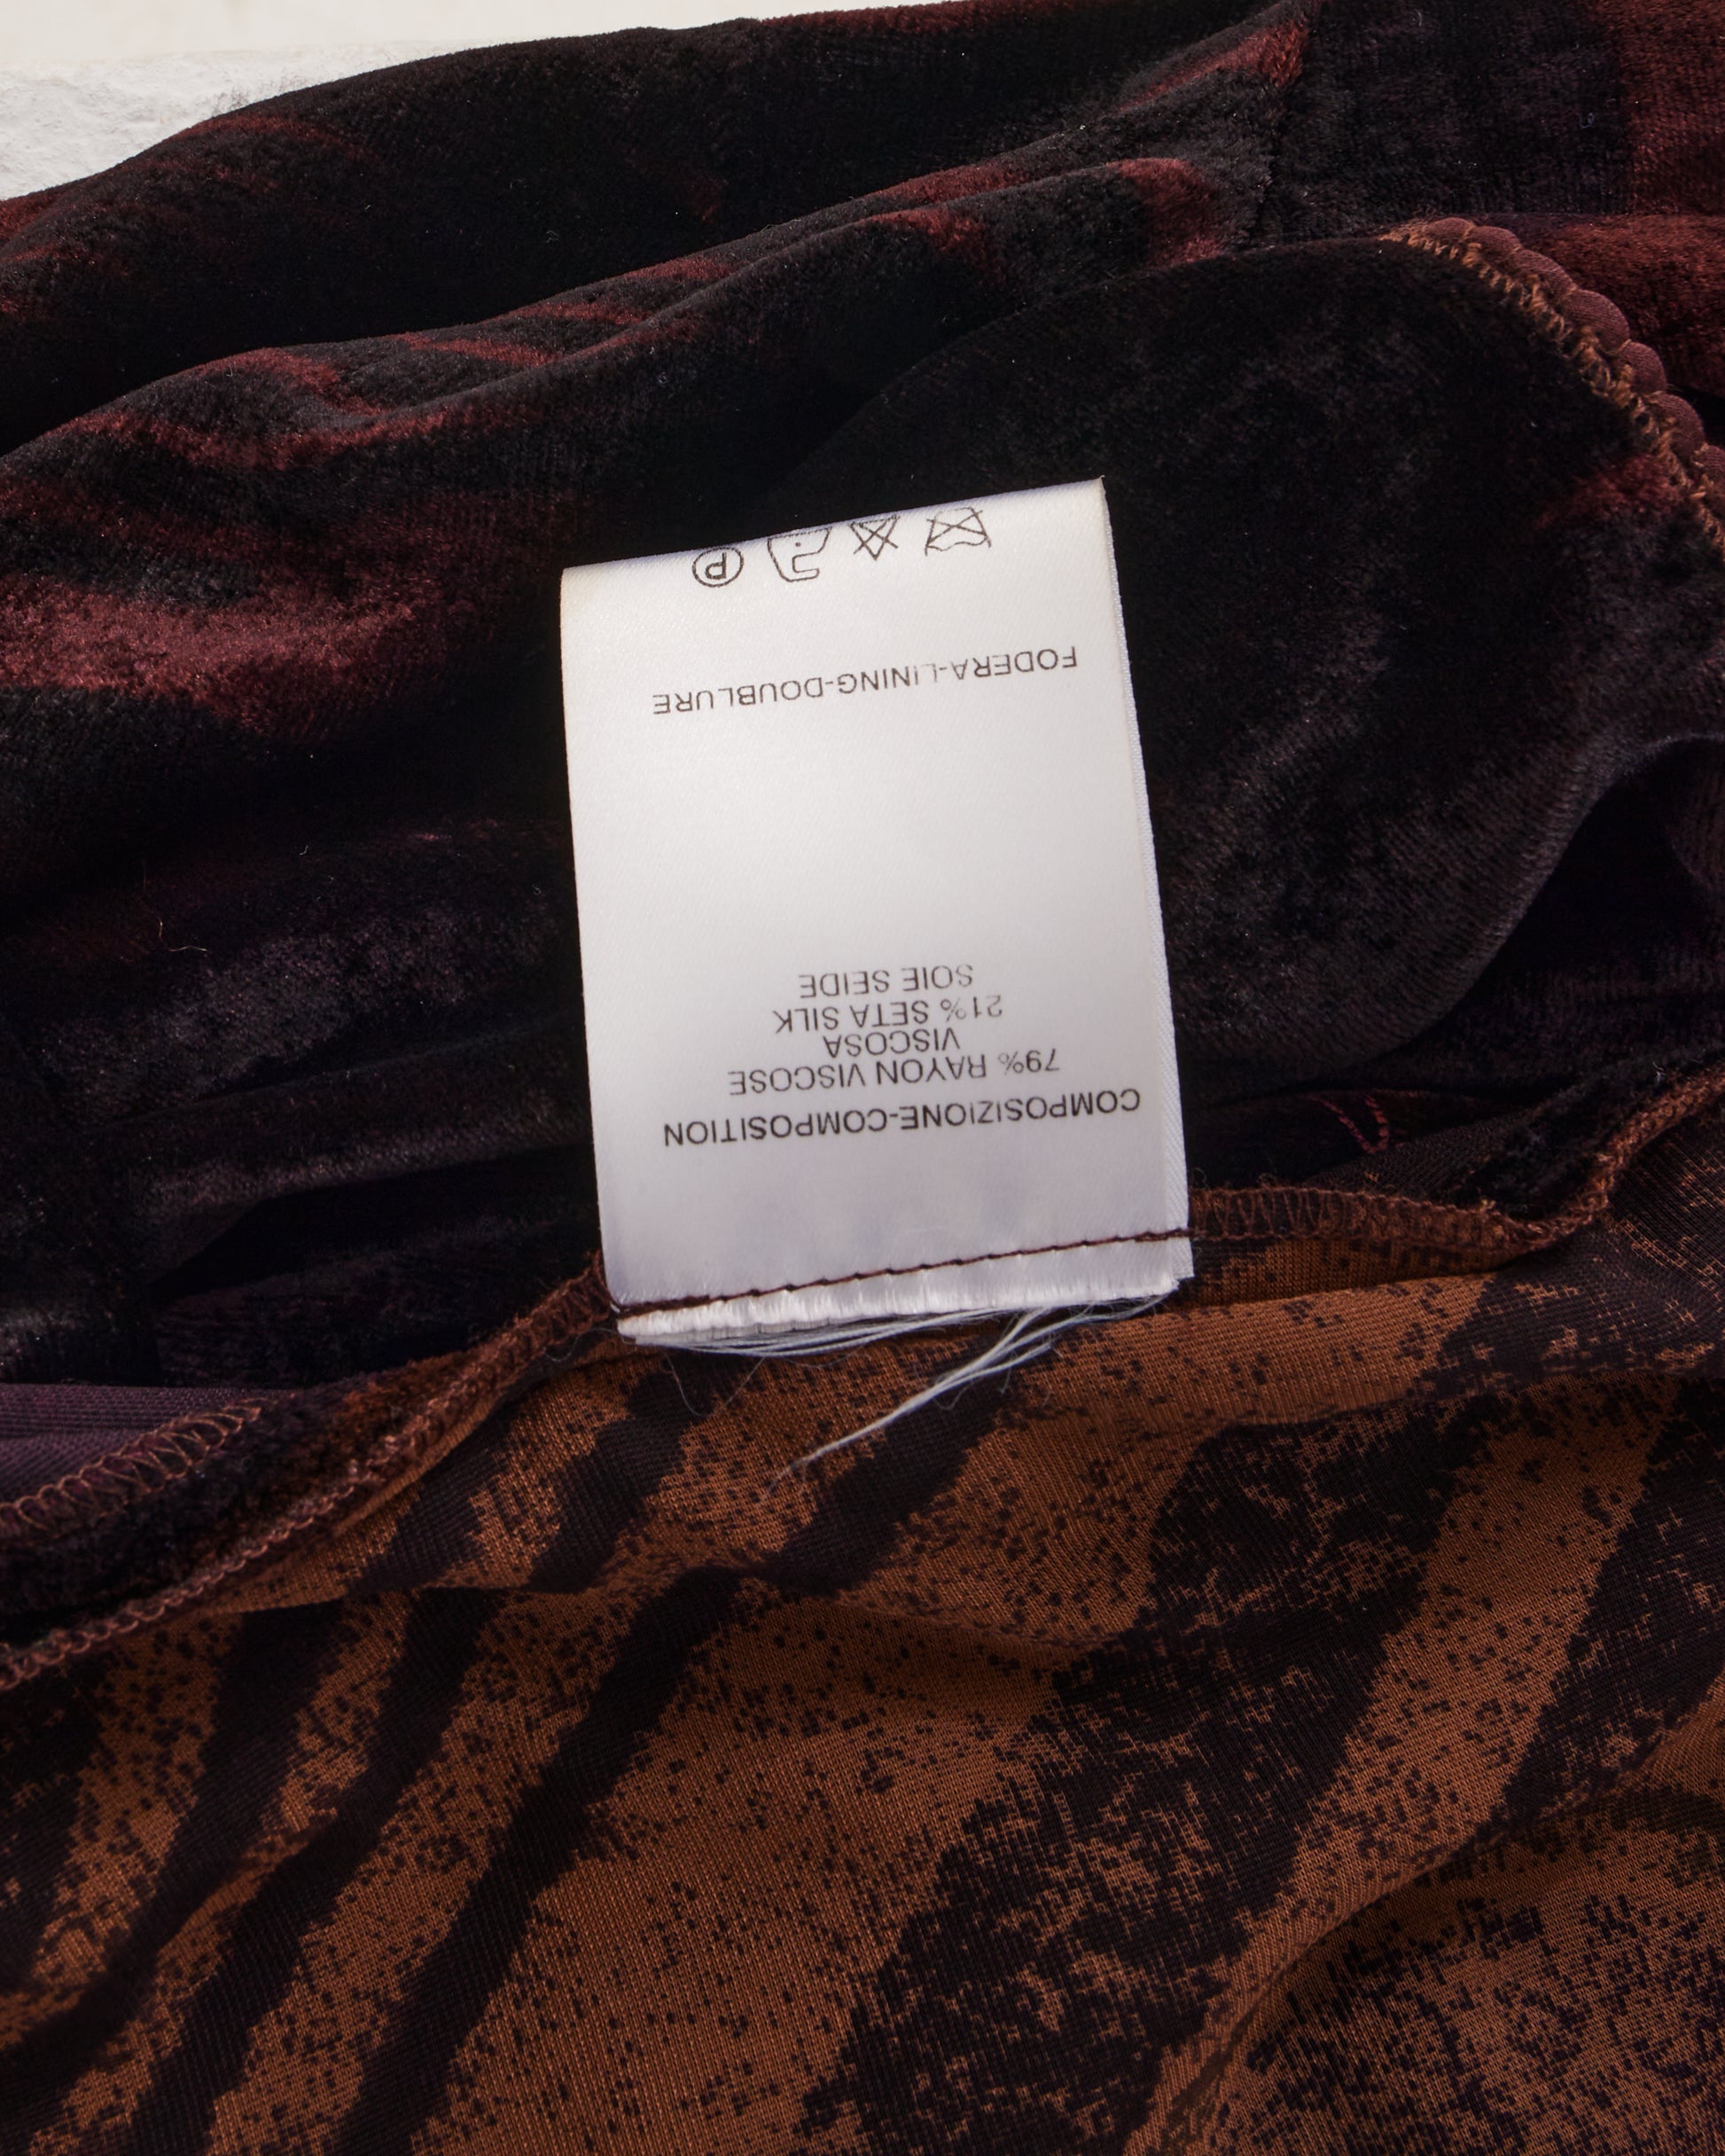 COMPOSIZIONE-COMPOSITION
79% RAYON VISCOSE
VISCOSA
21% SETA SILK
SOIE SEIDE
FODERA-LINING-DOUBLURE
P